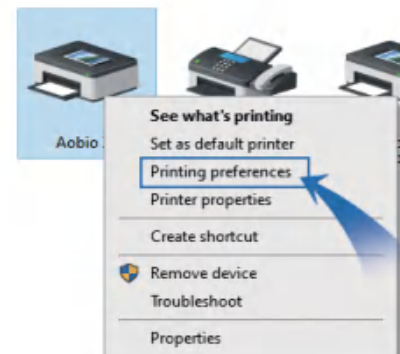 See what's printing
Aobio
Set as default printer
Printing preferences
Printer properties
Create shortcut
Remove device
Troubleshoot
Properties